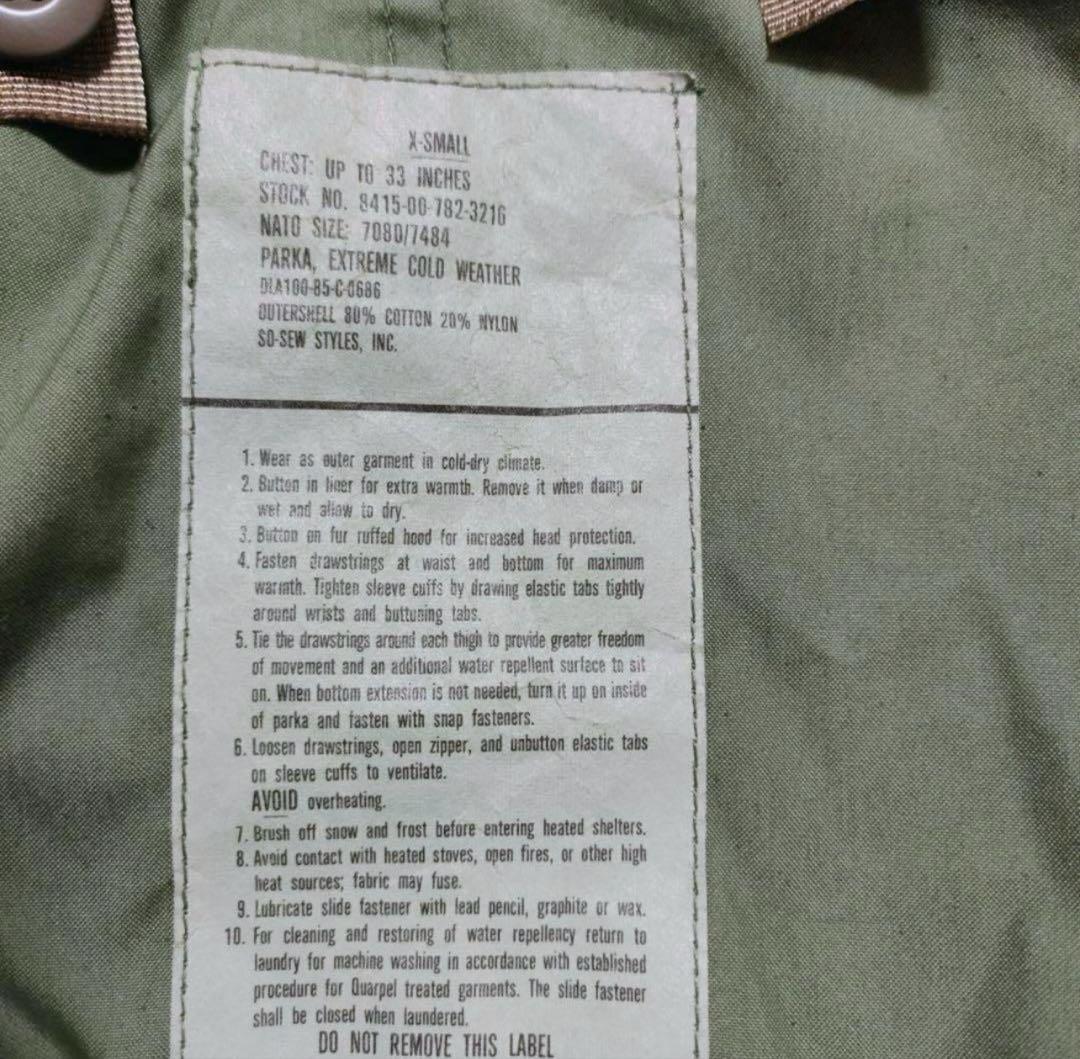 X-SMALL
CHEST: UP TO 33 INCHES
STOCK NO. 8415-00-782-3216
NATO SIZE: 7080/7484
PARKA, EXTREME COLD WEATHER
DLA100-85-C-0686
OUTERSHELL 80% COTTON 20% NYLON
SO-SEW STYLES, INC.
1. Wear as outer garment in cold-dry climate.
2. Button in liner for extra warmth. Remove it when damp or
wet and allow to dry.
3. Button on fur ruffed hood for increased head protection.
4. Fasten drawstrings at waist and bottom for maximum
warmth. Tighten sleeve cuffs by drawing elastic tabs tightly
around wrists and buttuning tabs.
5. Tie the drawstrings around each thigh to provide greater freedom
of movement and an additional water repellent surface to sit
on. When bottom extension is not needed, turn it up on inside
of parka and fasten with snap fasteners.
6. Loosen drawstrings, open zipper, and unbutton elastic tabs
on sleeve cuffs to ventilate.
AVOID overheating.
7. Brush off snow and frost before entering heated shelters.
8. Avoid contact with heated stoves, open fires, or other high
heat sources; fabric may fuse.
9. Lubricate slide fastener with lead pencil, graphite or wax.
10. For cleaning and restoring of water repellency return to
laundry for machine washing in accordance with established
procedure for Quarpel treated garments. The slide fastener
shall be closed when laundered.
DO NOT REMOVE THIS LABEL